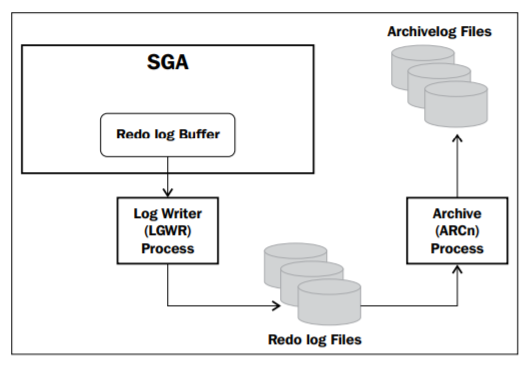 Archivelog Files
SGA
Redo log Buffer
Log Writer
(LGWR)
Process
Archive
(ARCn)
Process
Redo log Files